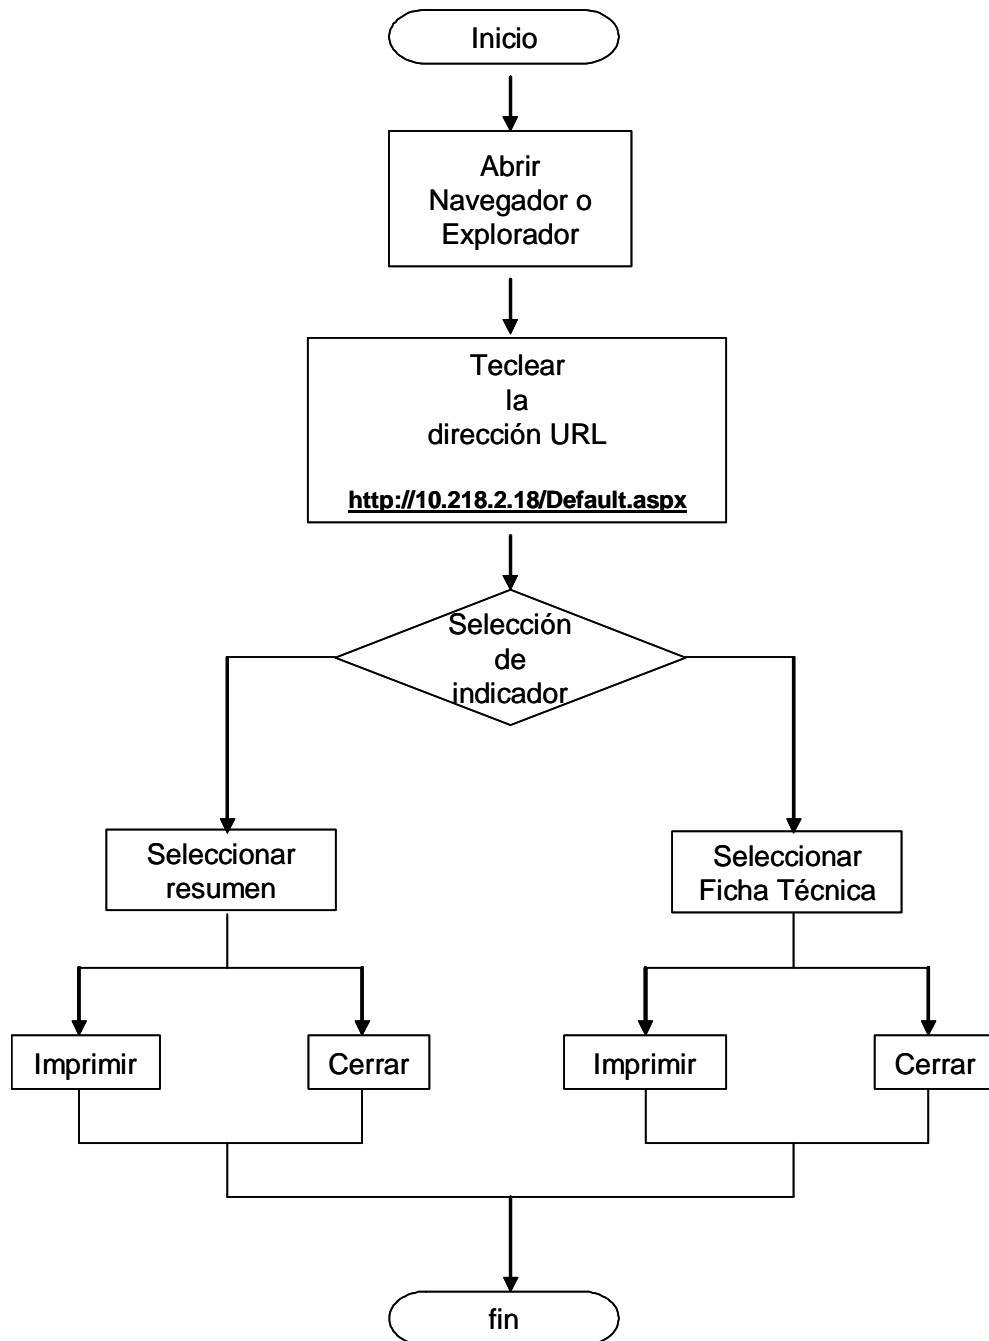 Inicio
Abrir
Navegador o
Explorador
Teclear
la
dirección URL
http://10.218.2.18/Default.aspx
Selección
de
indicador
Seleccionar
resumen
Seleccionar
Ficha Técnica
Imprimir
Cerrar
Imprimir
Cerrar
fin